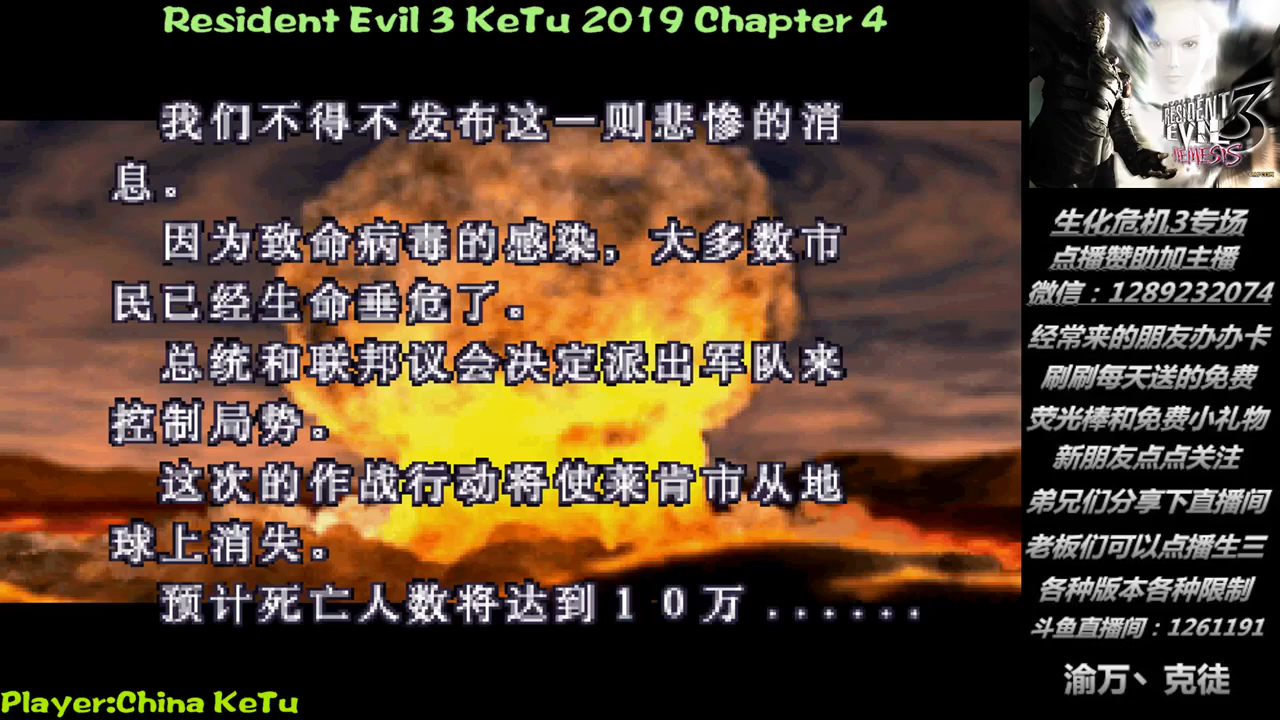 Resident Evil 3 KeTu 2019 Chapter 4
我们不得不发布这一则悲惨的消
息。
因为致命病毒的感染，大多数市
民已经生命垂危了。
总统和联邦议会决定派出军队来
控制局势。
这次的作战行动将使莱肯市从地
球上消失。
预计死亡人数将达到10万......
Player:China KeTu
RESIDENT
EVIL 3
NEMESIS
生化危机3专场
点播赞助加主播
微信：1289232074
经常来的朋友办办卡
刷刷每天送的免费
荧光棒和免费小礼物
新朋友点点关注
弟兄们分享下直播间
老板们可以点播生三
各种版本各种限制
斗鱼直播间：1261191
渝万丶克徒